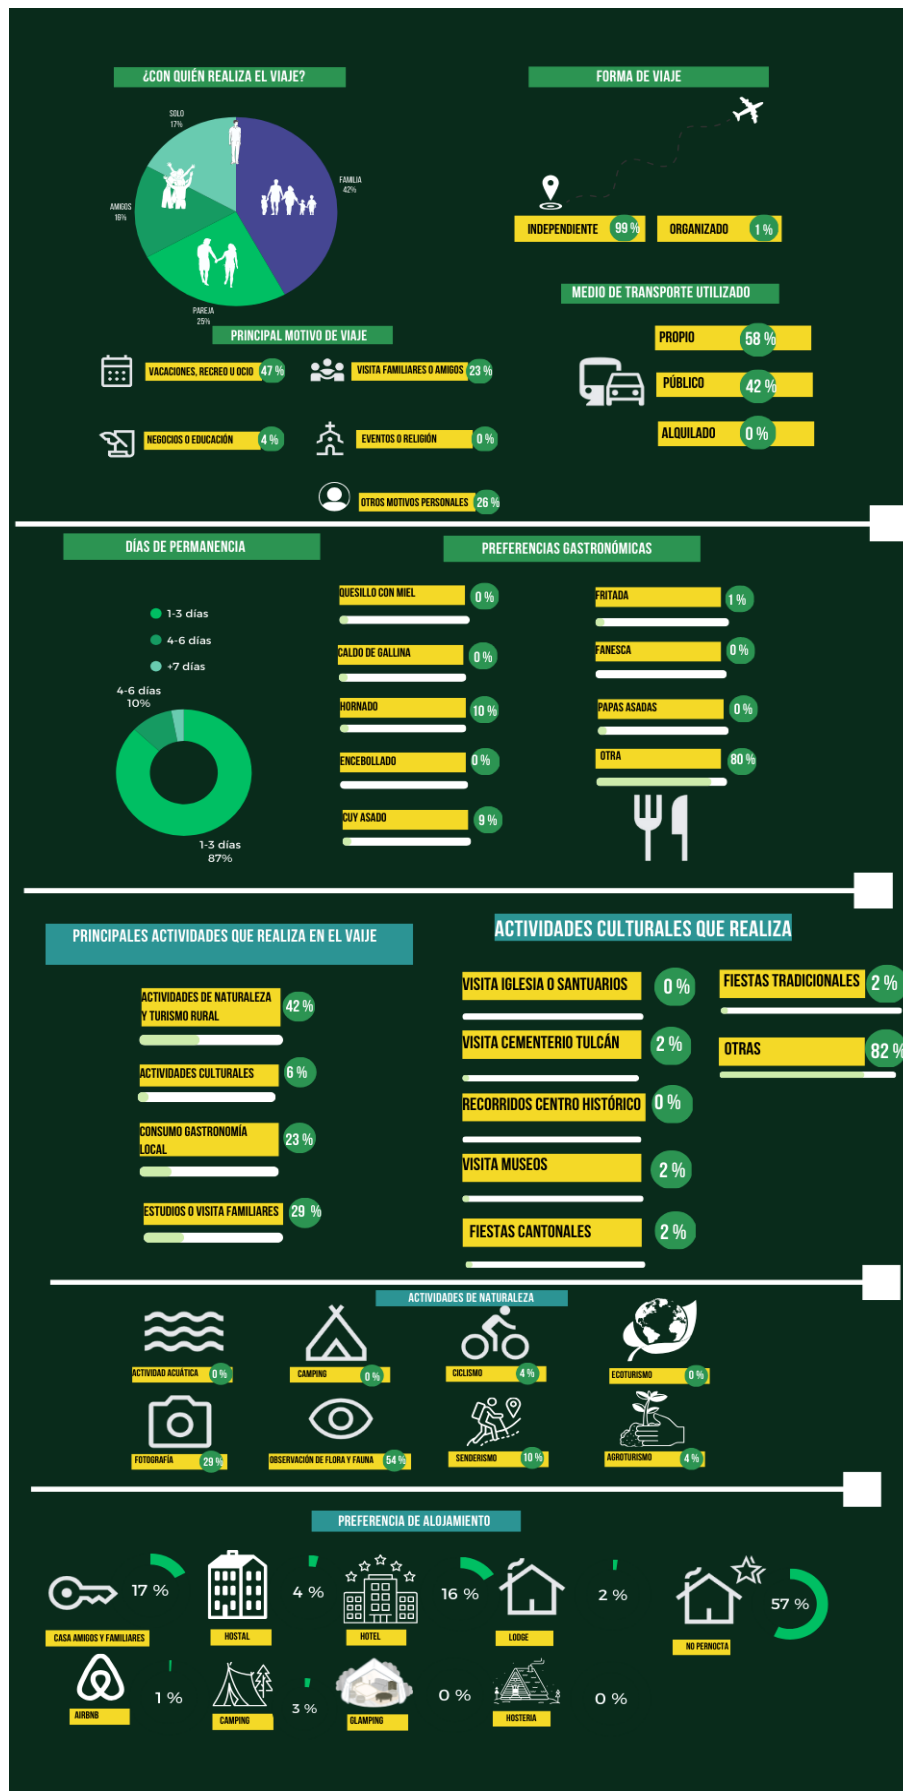 ¿CON QUIÉN REALIZA EL VIAJE?
SOLO
17%
FAMILIA
42%
AMIGOS
16%
PAREJA
25%
FORMA DE VIAJE
INDEPENDIENTE 99 %
ORGANIZADO 1 %
MEDIO DE TRANSPORTE UTILIZADO
PROPIO 58 %
PÚBLICO 42 %
ALQUILADO 0 %
PRINCIPAL MOTIVO DE VIAJE
VACACIONES, RECREO U OCIO 47 %
VISITA FAMILIARES O AMIGOS 23 %
NEGOCIOS O EDUCACIÓN 4 %
EVENTOS O RELIGIÓN 0 %
OTROS MOTIVOS PERSONALES 26 %
DÍAS DE PERMANENCIA
1-3 días
4-6 días
+7 días
4-6 días
10%
1-3 días
87%
PREFERENCIAS GASTRONÓMICAS
QUESILLO CON MIEL 0 %
CALDO DE GALLINA 0 %
HORNADO 10 %
ENCEBOLLADO 0 %
CUY ASADO 9 %
FRITADA 1 %
FANESCA 0 %
PAPAS ASADAS 0 %
OTRA 80 %
PRINCIPALES ACTIVIDADES QUE REALIZA EN EL VAIJE
ACTIVIDADES DE NATURALEZA
Y TURISMO RURAL 42 %
ACTIVIDADES CULTURALES 6 %
CONSUMO GASTRONOMÍA
LOCAL 23 %
ESTUDIOS O VISITA FAMILIARES 29 %
ACTIVIDADES CULTURALES QUE REALIZA
VISITA IGLESIA O SANTUARIOS 0 %
VISITA CEMENTERIO TULCÁN 2 %
RECORRIDOS CENTRO HISTÓRICO 0 %
VISITA MUSEOS 2 %
FIESTAS CANTONALES 2 %
FIESTAS TRADICIONALES 2 %
OTRAS 82 %
ACTIVIDADES DE NATURALEZA
ACTIVIDAD ACUÁTICA 0 %
CAMPING 0 %
CICLISMO 4 %
ECOTURISMO 0 %
FOTOGRAFÍA 29 %
OBSERVACIÓN DE FLORA Y FAUNA 54 %
SENDERISMO 10 %
AGROTURISMO 4 %
PREFERENCIA DE ALOJAMIENTO
17 %
CASA AMIGOS Y FAMILIARES
4 %
HOSTAL
16 %
HOTEL
2 %
LODGE
57 %
NO PERNOCTA
1 %
AIRBNB
3 %
CAMPING
0 %
GLAMPING
0 %
HOSTERIA